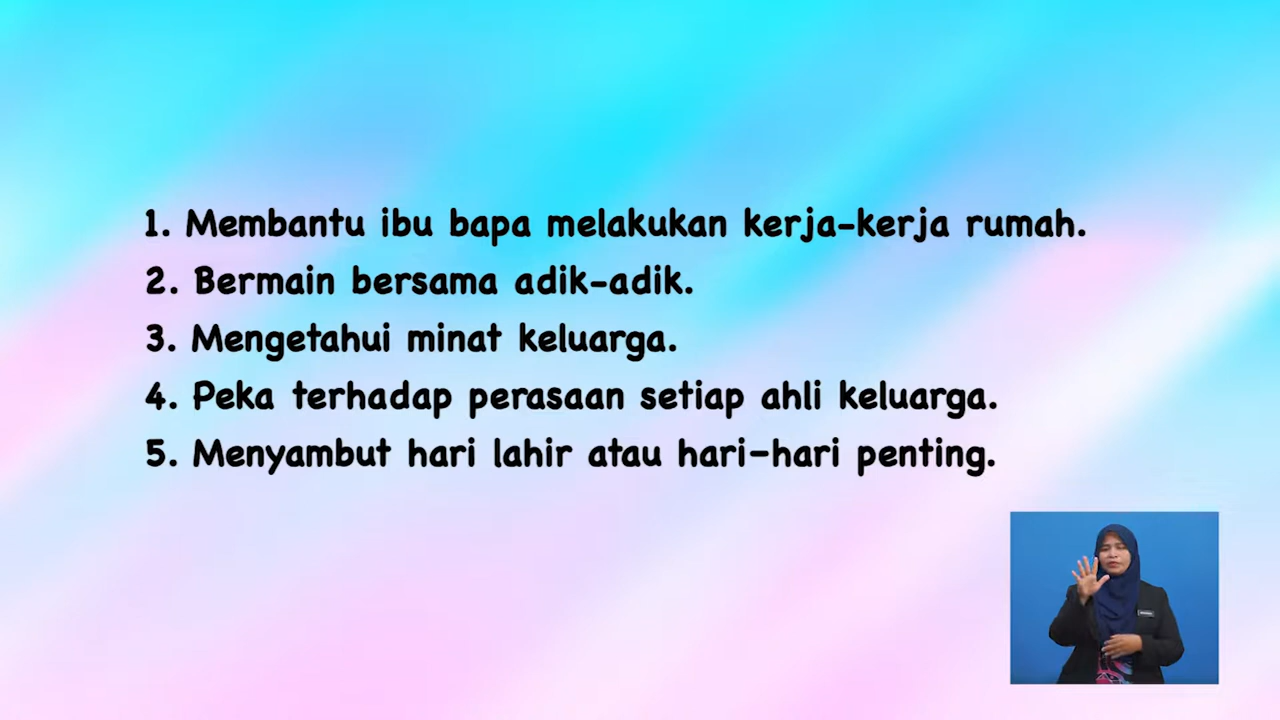 1. Membantu ibu bapa melakukan kerja-kerja rumah.
2. Bermain bersama adik-adik.
3. Mengetahui minat keluarga.
4. Peka terhadap perasaan setiap ahli keluarga.
5. Menyambut hari lahir atau hari-hari penting.